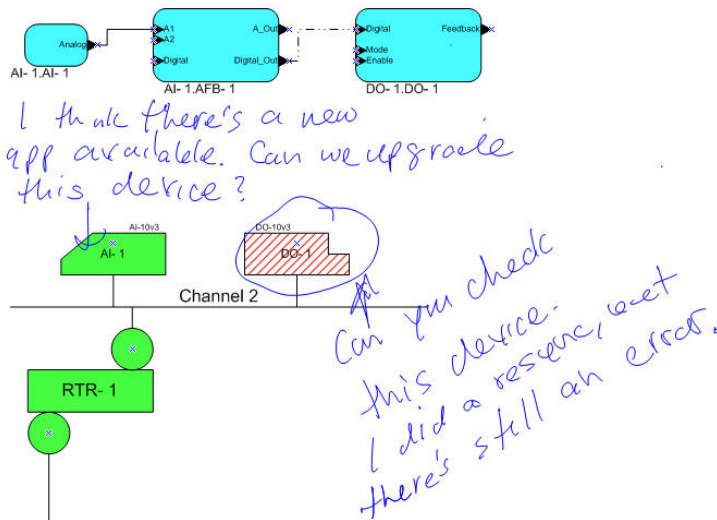 Analog
AI- 1.AI- 1
A1
A2
Digital
A_Out
Digital_Out
AI- 1.AFB- 1
Digital
Mode
Enable
Feedback
DO- 1.DO- 1
I think there's a new
app available. Can we upgrade
this device?
AI-10v3
AI- 1
DO-10v3
DO- 1
Channel 2
RTR- 1
Can you check
this device.
I did a resync, but
there's still an error.